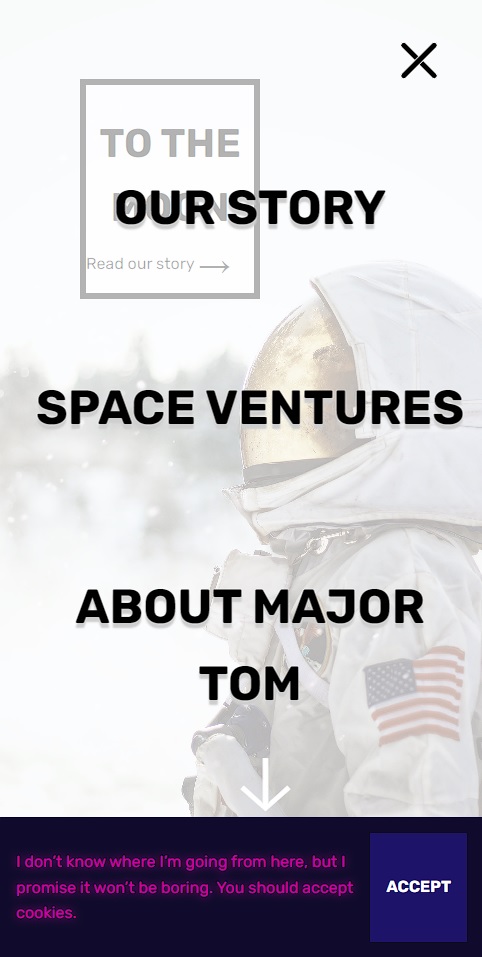 TO THE
MOON
OUR STORY
Read our story
SPACE VENTURES
ABOUT MAJOR
TOM
I don’t know where I’m going from here, but I
promise it won’t be boring. You should accept
cookies.
ACCEPT